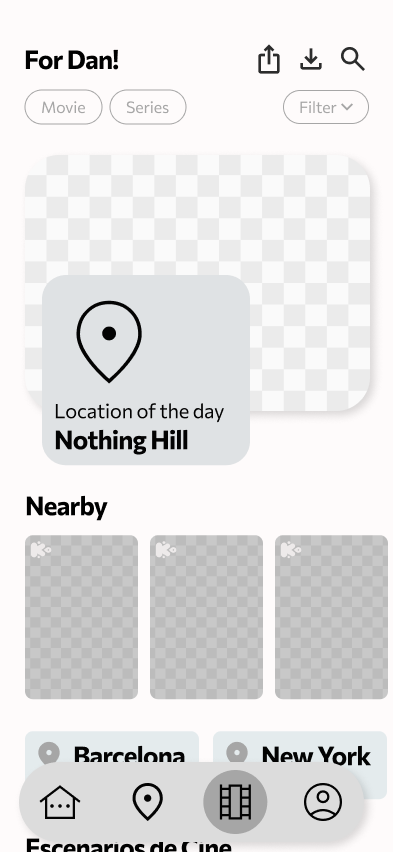 For Dan!
Movie
Series
Filter
Location of the day
Nothing Hill
Nearby
Barcelona
New York
Escenarios de Cine